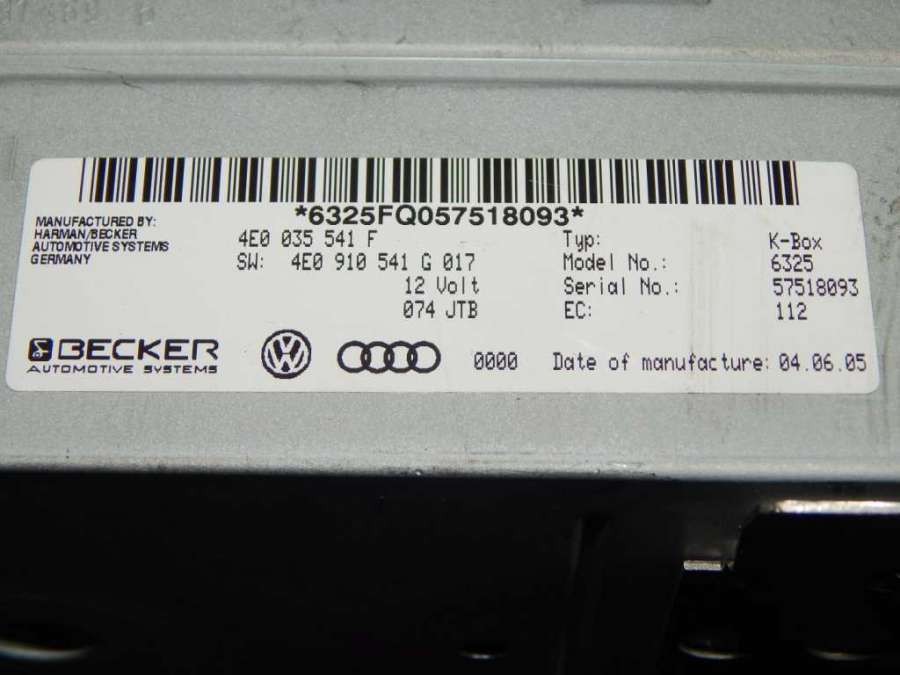 *6325FQ057518093*
MANUFACTURED BY:
HARMAN/BECKER
AUTOMOTIVE SYSTEMS
GERMANY
4E0 035 541 F
SW: 4E0 910 541 G 017
12 Volt
074 JTB
Typ: K-Box
Model No.: 6325
Serial No.: 57518093
EC: 112
BECKER
AUTOMOTIVE SYSTEMS
VW
0000 Date of manufacture: 04.06.05